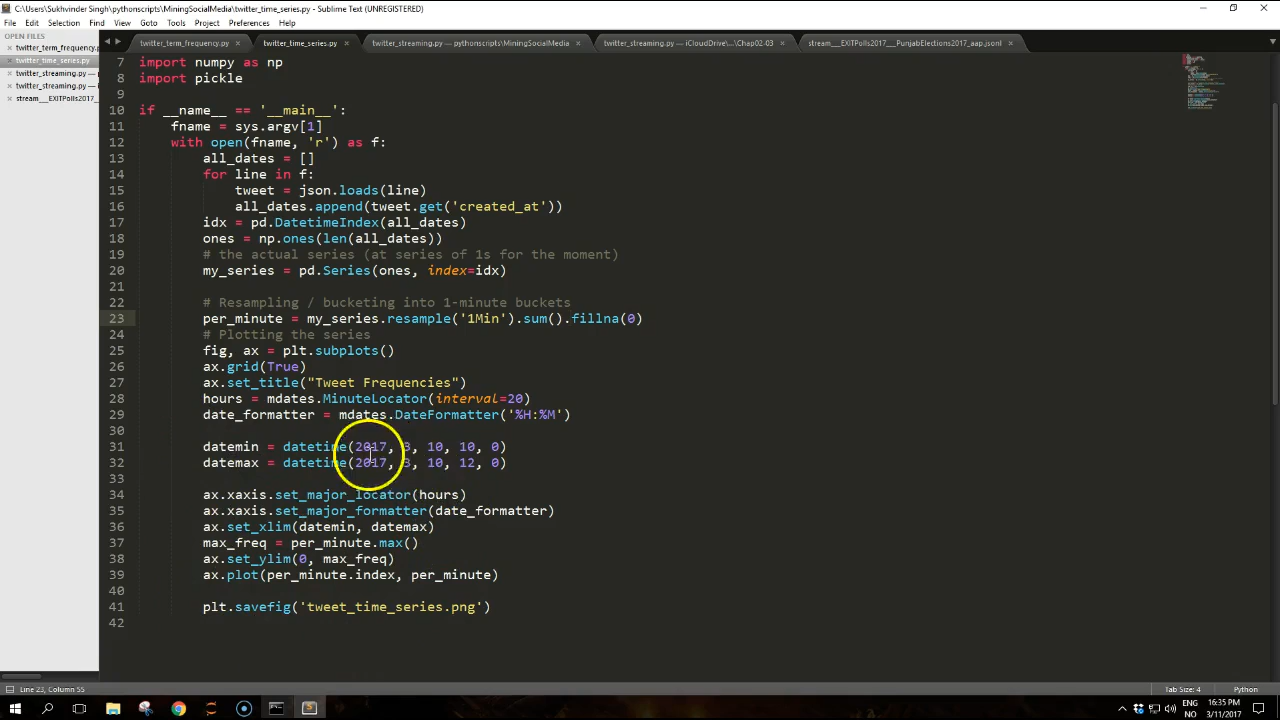 C:\Users\Sukhvinder Singh\pythonscripts\MiningSocialMedia\twitter_time_series.py - Sublime Text (UNREGISTERED)
File Edit Selection Find View Goto Tools Project Preferences Help
OPEN FILES
twitter_term_frequency.p
twitter_time_series.py
twitter_streaming.py —
twitter_streaming.py —
stream___EXITPolls2017_
twitter_term_frequency.py
twitter_time_series.py
twitter_streaming.py — pythonscripts\MiningSocialMedia
twitter_streaming.py — iCloudDrive\...\Chap02-03
stream___EXITPolls2017___PunjabElections2017_aap.jsonl
7 import numpy as np
8 import pickle
9
10 if __name__ == '__main__':
11 fname = sys.argv[1]
12 with open(fname, 'r') as f:
13 all_dates = []
14 for line in f:
15 tweet = json.loads(line)
16 all_dates.append(tweet.get('created_at'))
17 idx = pd.DatetimeIndex(all_dates)
18 ones = np.ones(len(all_dates))
19 # the actual series (at series of 1s for the moment)
20 my_series = pd.Series(ones, index=idx)
21
22 # Resampling / bucketing into 1-minute buckets
23 per_minute = my_series.resample('1Min').sum().fillna(0)
24 # Plotting the series
25 fig, ax = plt.subplots()
26 ax.grid(True)
27 ax.set_title("Tweet Frequencies")
28 hours = mdates.MinuteLocator(interval=20)
29 date_formatter = mdates.DateFormatter('%H:%M')
30
31 datemin = datetime(2017, 3, 10, 10, 0)
32 datemax = datetime(2017, 3, 10, 12, 0)
33
34 ax.xaxis.set_major_locator(hours)
35 ax.xaxis.set_major_formatter(date_formatter)
36 ax.set_xlim(datemin, datemax)
37 max_freq = per_minute.max()
38 ax.set_ylim(0, max_freq)
39 ax.plot(per_minute.index, per_minute)
40
41 plt.savefig('tweet_time_series.png')
42
Line 23, Column 55
Tab Size: 4
Python
ENG
NO
16:35 PM
3/11/2017